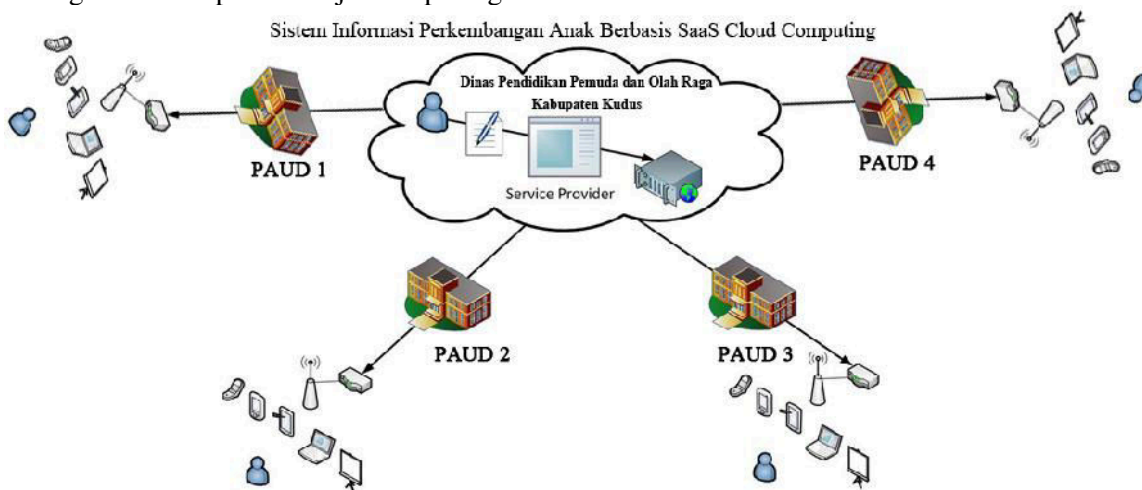 Sistem Informasi Perkembangan Anak Berbasis SaaS Cloud Computing
Dinas Pendidikan Pemuda dan Olah Raga
Kabupaten Kudus
Service Provider
PAUD 1
PAUD 4
PAUD 2
PAUD 3